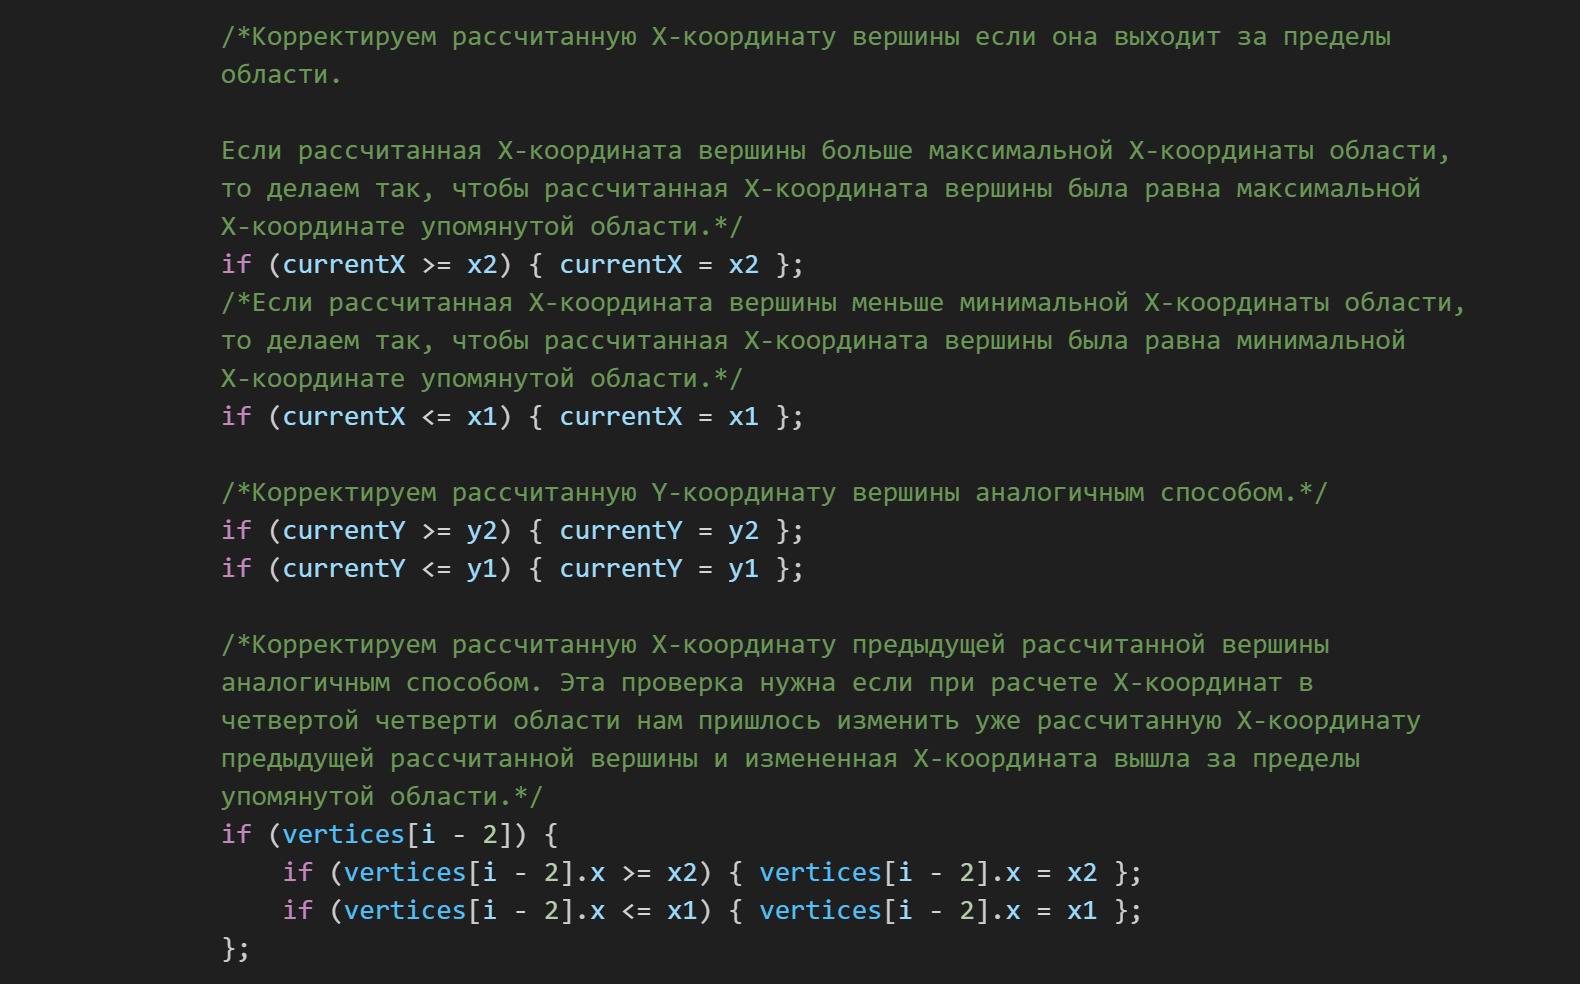 /*Корректируем рассчитанную X-координату вершины если она выходит за пределы
области.
Если рассчитанная X-координата вершины больше максимальной X-координаты области,
то делаем так, чтобы рассчитанная X-координата вершины была равна максимальной
X-координате упомянутой области.*/
if (currentX >= x2) { currentX = x2 };
/*Если рассчитанная X-координата вершины меньше минимальной X-координаты области,
то делаем так, чтобы рассчитанная X-координата вершины была равна минимальной
X-координате упомянутой области.*/
if (currentX <= x1) { currentX = x1 };
/*Корректируем рассчитанную Y-координату вершины аналогичным способом.*/
if (currentY >= y2) { currentY = y2 };
if (currentY <= y1) { currentY = y1 };
/*Корректируем рассчитанную X-координату предыдущей рассчитанной вершины
аналогичным способом. Эта проверка нужна если при расчете X-координат в
четвертой четверти области нам пришлось изменить уже рассчитанную X-координату
предыдущей рассчитанной вершины и измененная X-координата вышла за пределы
упомянутой области.*/
if (vertices[i - 2]) {
if (vertices[i - 2].x >= x2) { vertices[i - 2].x = x2 };
if (vertices[i - 2].x <= x1) { vertices[i - 2].x = x1 };
};